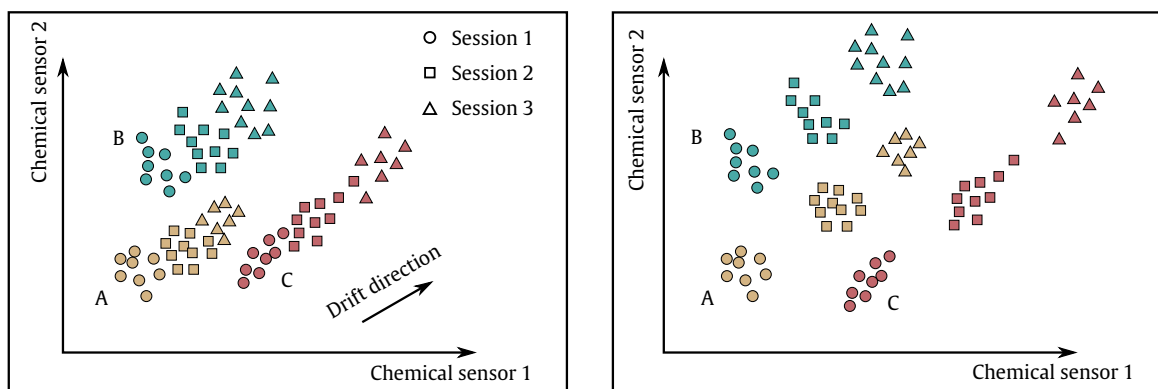 Chemical sensor 2
Session 1
Session 2
Session 3
B
A
C
Drift direction
Chemical sensor 1
Chemical sensor 2
B
A
C
Chemical sensor 1